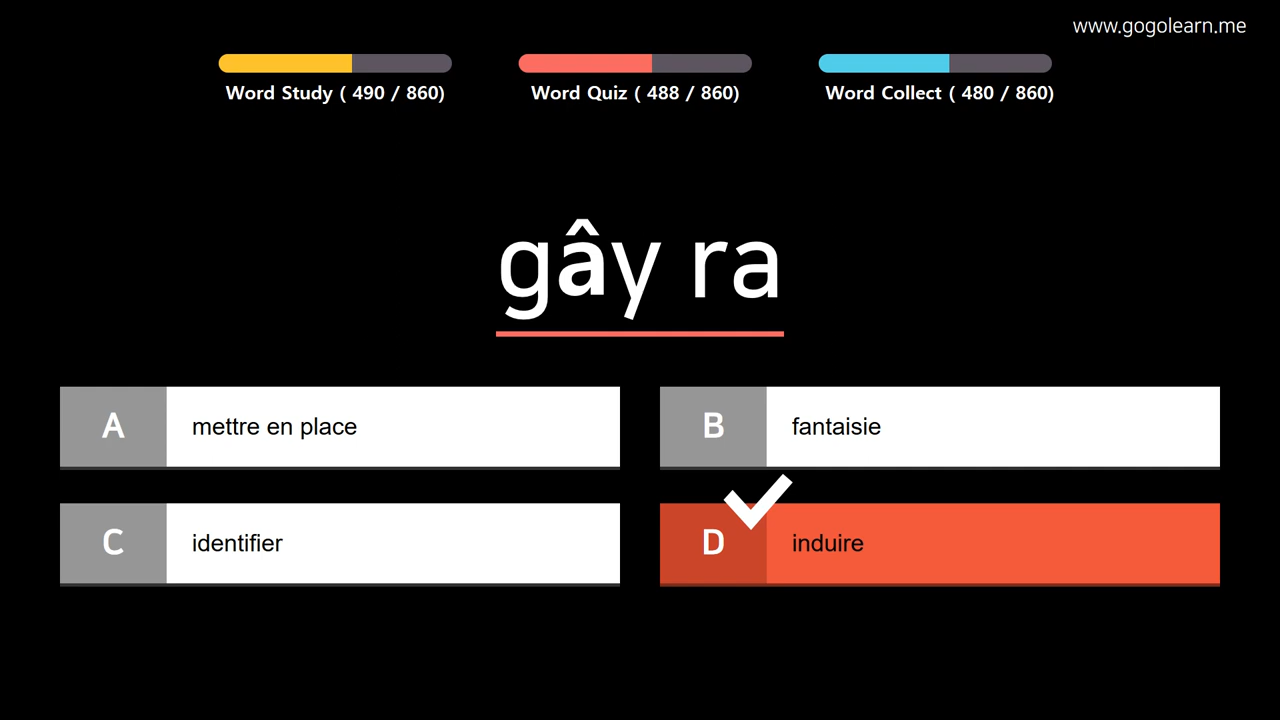 www.gogolearn.me
Word Study ( 490 / 860)
Word Quiz ( 488 / 860)
Word Collect ( 480 / 860)
gây ra
A mettre en place
B fantaisie
C identifier
D induire